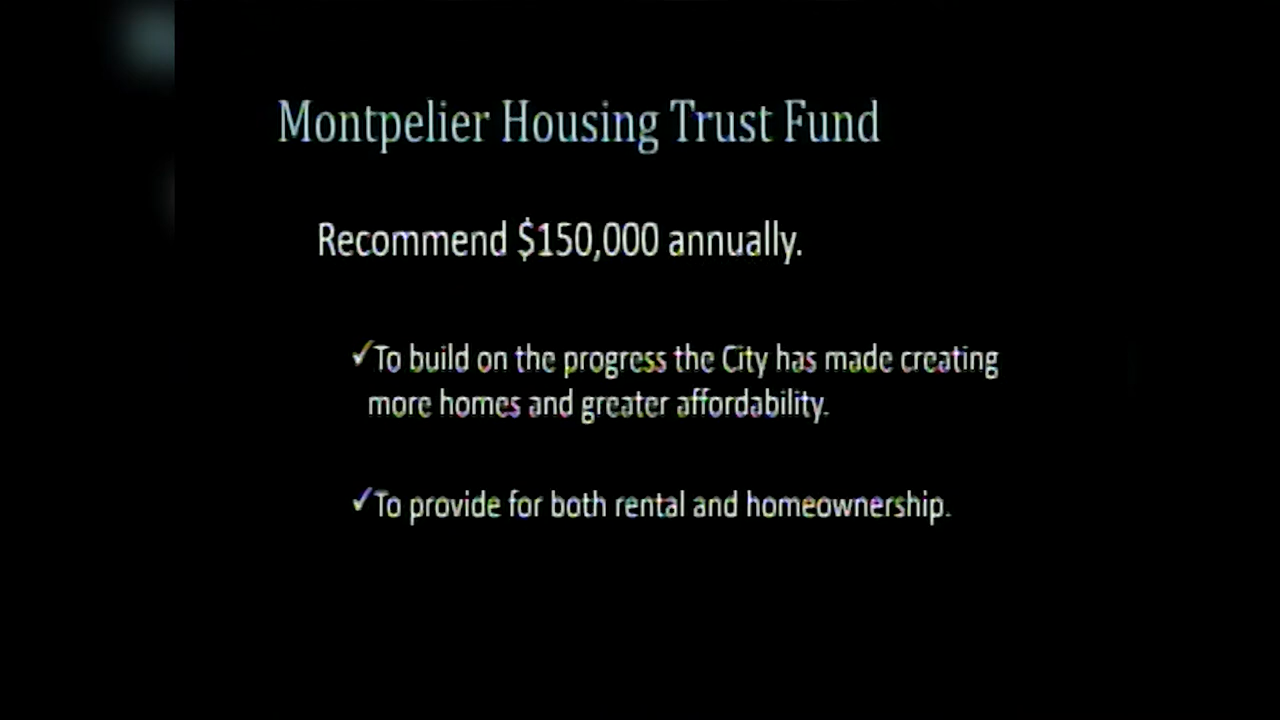 Montpelier Housing Trust Fund
Recommend $150,000 annually.
✓To build on the progress the City has made creating
more homes and greater affordability.
✓To provide for both rental and homeownership.